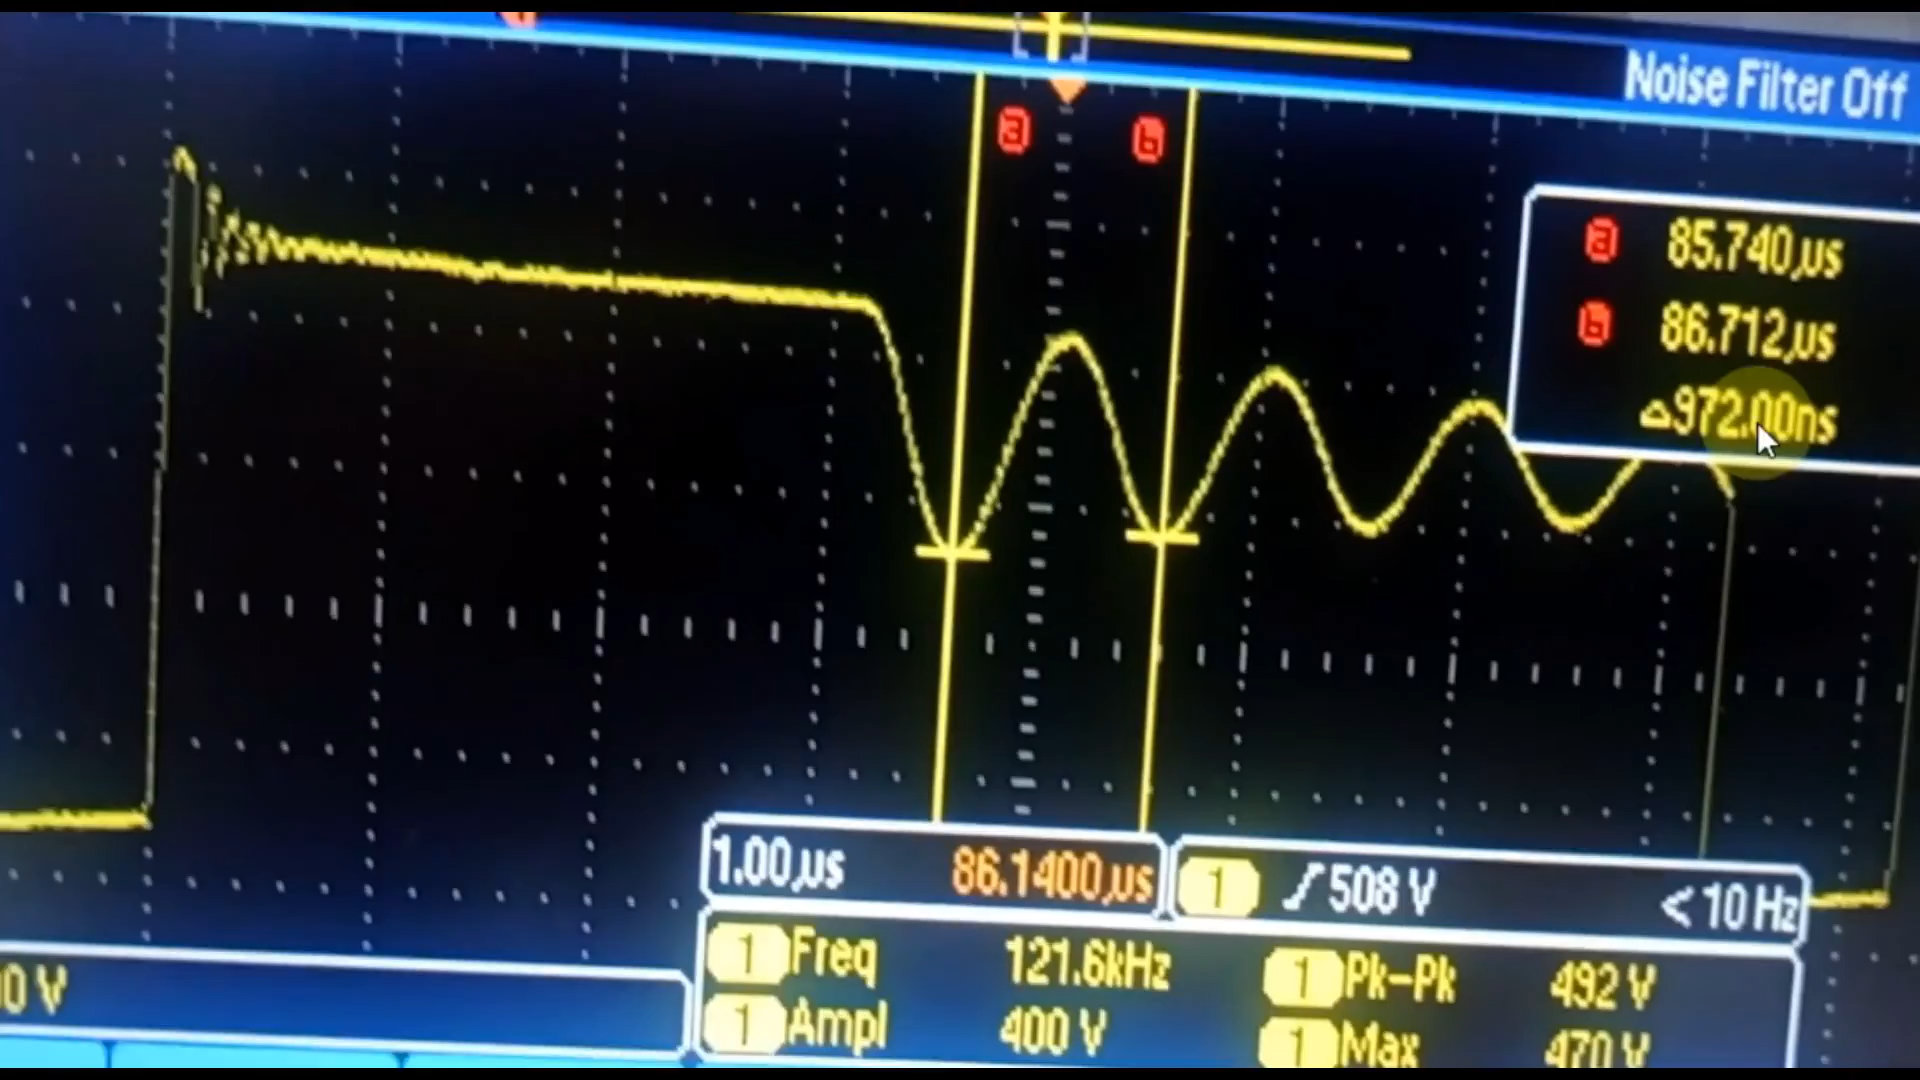 Noise Filter Off
a b
a 85.740µs
b 86.712µs
△972.00ns
1.00µs 86.1400µs
1 508 V <10 Hz
1 Freq 121.6kHz 1 Pk-Pk 492 V
0 V
1 Ampl 400 V 1 Max 470 V